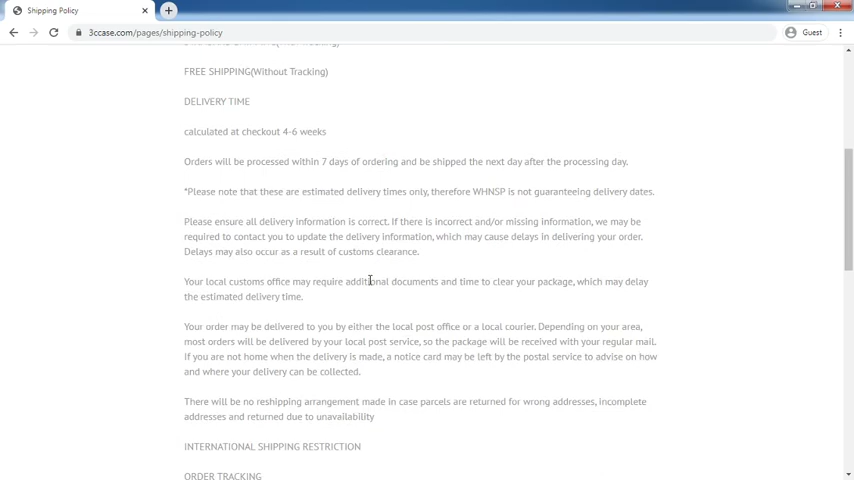 Shipping Policy
3ccase.com/pages/shipping-policy
Guest
FREE SHIPPING(Without Tracking)
DELIVERY TIME
calculated at checkout 4-6 weeks
Orders will be processed within 7 days of ordering and be shipped the next day after the processing day.
*Please note that these are estimated delivery times only, therefore WHNSP is not guaranteeing delivery dates.
Please ensure all delivery information is correct. If there is incorrect and/or missing information, we may be
required to contact you to update the delivery information, which may cause delays in delivering your order.
Delays may also occur as a result of customs clearance.
Your local customs office may require additional documents and time to clear your package, which may delay
the estimated delivery time.
Your order may be delivered to you by either the local post office or a local courier. Depending on your area,
most orders will be delivered by your local post service, so the package will be received with your regular mail.
If you are not home when the delivery is made, a notice card may be left by the postal service to advise on how
and where your delivery can be collected.
There will be no reshipping arrangement made in case parcels are returned for wrong addresses, incomplete
addresses and returned due to unavailability
INTERNATIONAL SHIPPING RESTRICTION
ORDER TRACKING